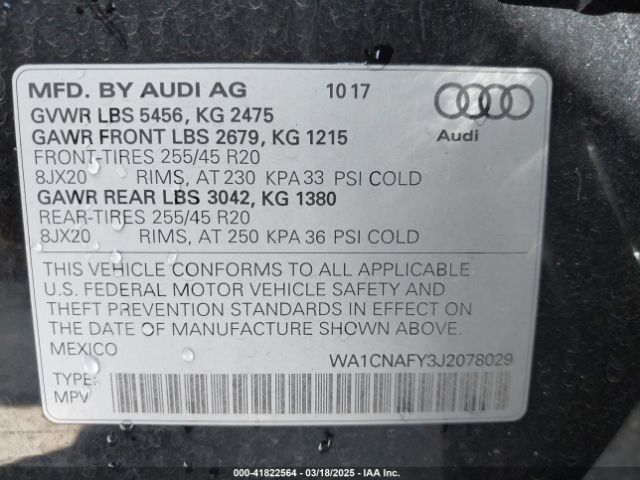 MFD. BY AUDI AG 10 17
GVWR LBS 5456, KG 2475
GAWR FRONT LBS 2679, KG 1215
Audi
FRONT-TIRES 255/45 R20
8JX20 RIMS, AT 230 KPA 33 PSI COLD
GAWR REAR LBS 3042, KG 1380
REAR-TIRES 255/45 R20
8JX20 RIMS, AT 250 KPA 36 PSI COLD
THIS VEHICLE CONFORMS TO ALL APPLICABLE
U.S. FEDERAL MOTOR VEHICLE SAFETY AND
THEFT PREVENTION STANDARDS IN EFFECT ON
THE DATE OF MANUFACTURE SHOWN ABOVE.
MEXICO WA1CNAFY3J2078029
TYPE:
MPV
000-41822564 - 03/18/2025 - IAA Inc.